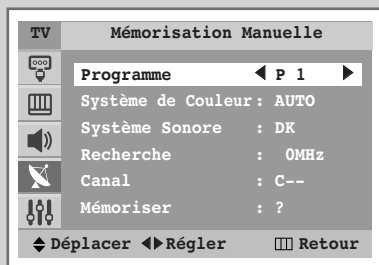 TV Mémorisation Manuelle
Programme ◀ P 1 ▶
Système de Couleur : AUTO
Système Sonore : DK
Recherche : 0MHz
Canal : C--
Mémoriser : ?
Déplacer Régler Retour